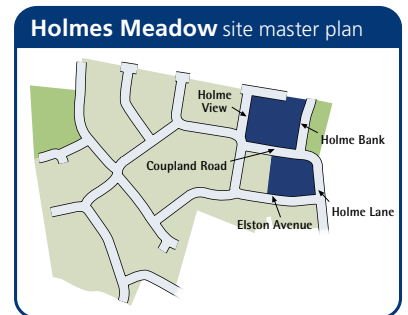 Holmes Meadow site master plan
Holme
View
Holme Bank
Coupland Road
Holme Lane
Elston Avenue